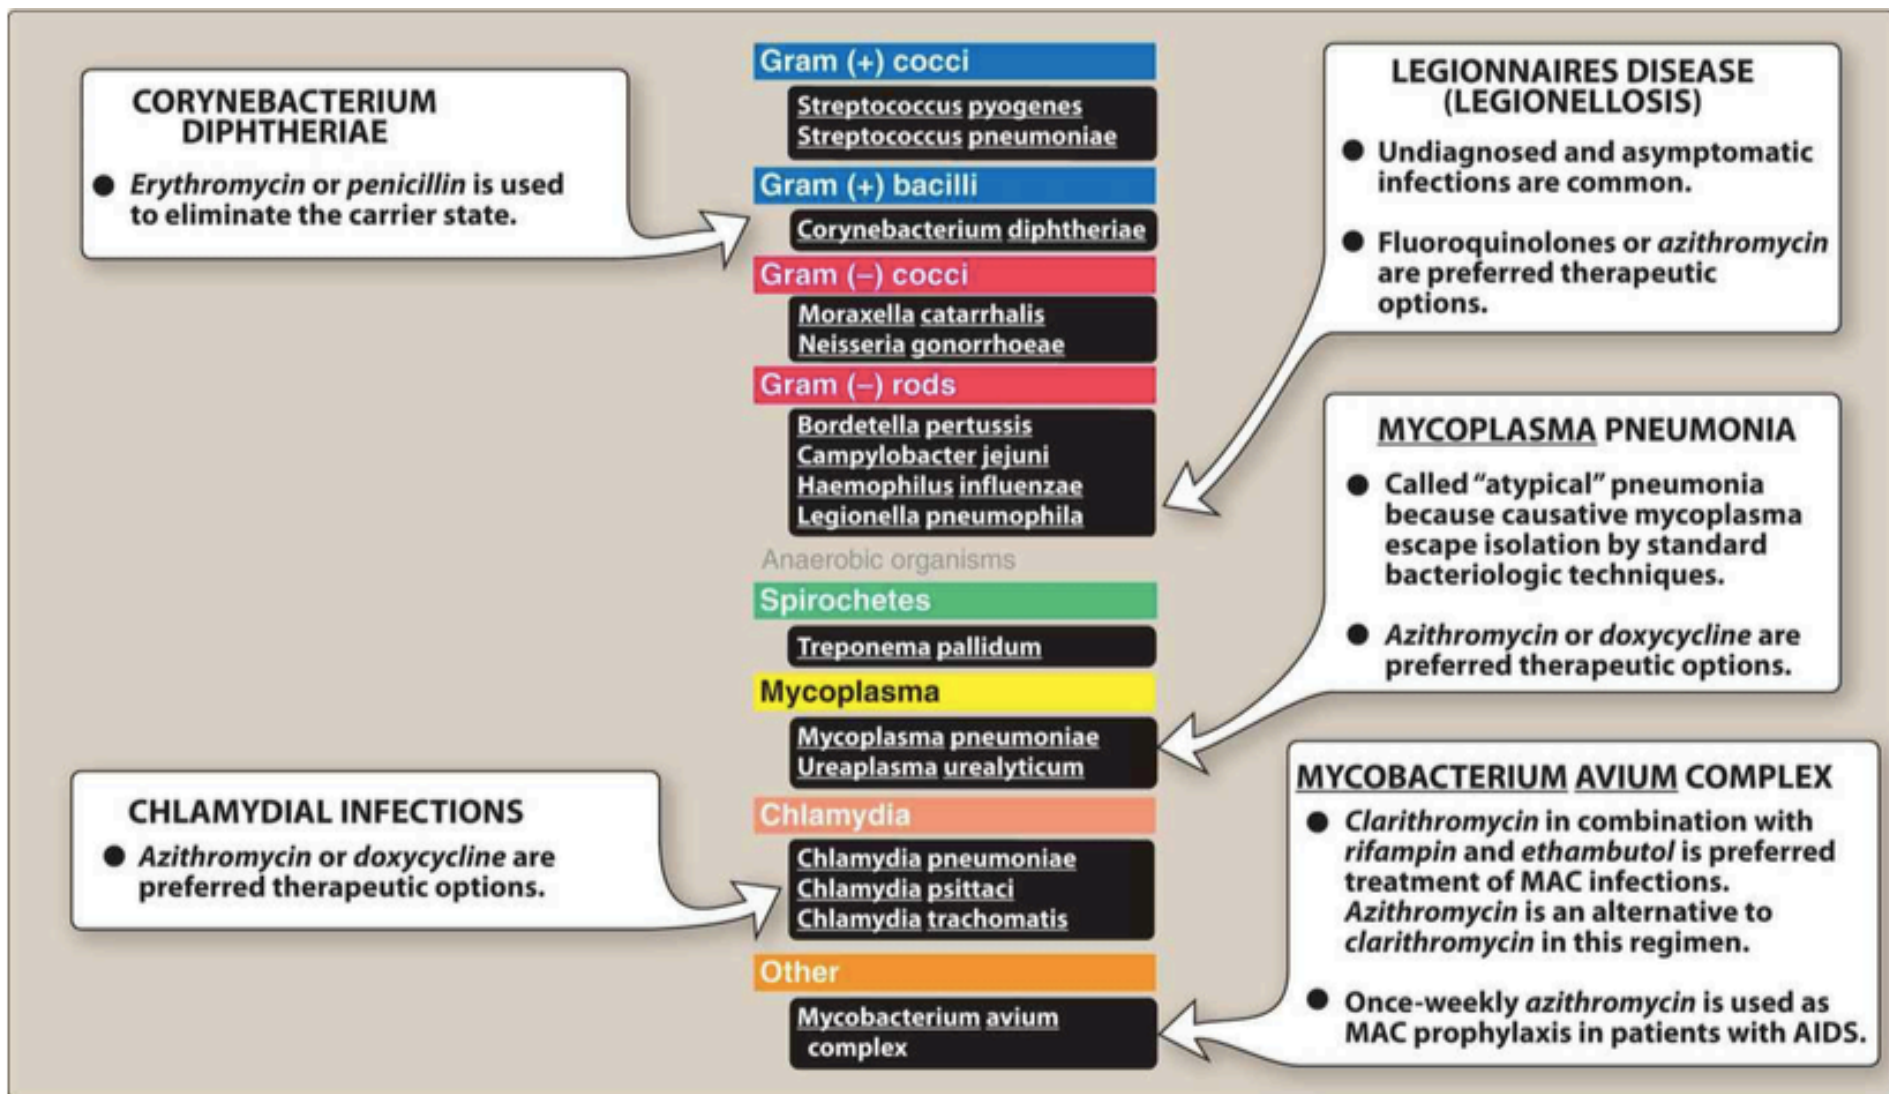 CORYNEBACTERIUM
DIPHTHERIAE
● Erythromycin or penicillin is used
to eliminate the carrier state.
Gram (+) cocci
Streptococcus pyogenes
Streptococcus pneumoniae
Gram (+) bacilli
Corynebacterium diphtheriae
Gram (–) cocci
Moraxella catarrhalis
Neisseria gonorrhoeae
Gram (–) rods
Bordetella pertussis
Campylobacter jejuni
Haemophilus influenzae
Legionella pneumophila
Anaerobic organisms
Spirochetes
Treponema pallidum
Mycoplasma
Mycoplasma pneumoniae
Ureaplasma urealyticum
Chlamydia
Chlamydia pneumoniae
Chlamydia psittaci
Chlamydia trachomatis
Other
Mycobacterium avium
complex
LEGIONNAIRES DISEASE
(LEGIONELLOSIS)
● Undiagnosed and asymptomatic
infections are common.
● Fluoroquinolones or azithromycin
are preferred therapeutic
options.
MYCOPLASMA PNEUMONIA
● Called “atypical” pneumonia
because causative mycoplasma
escape isolation by standard
bacteriologic techniques.
● Azithromycin or doxycycline are
preferred therapeutic options.
CHLAMYDIAL INFECTIONS
● Azithromycin or doxycycline are
preferred therapeutic options.
MYCOBACTERIUM AVIUM COMPLEX
● Clarithromycin in combination with
rifampin and ethambutol is preferred
treatment of MAC infections.
Azithromycin is an alternative to
clarithromycin in this regimen.
● Once-weekly azithromycin is used as
MAC prophylaxis in patients with AIDS.